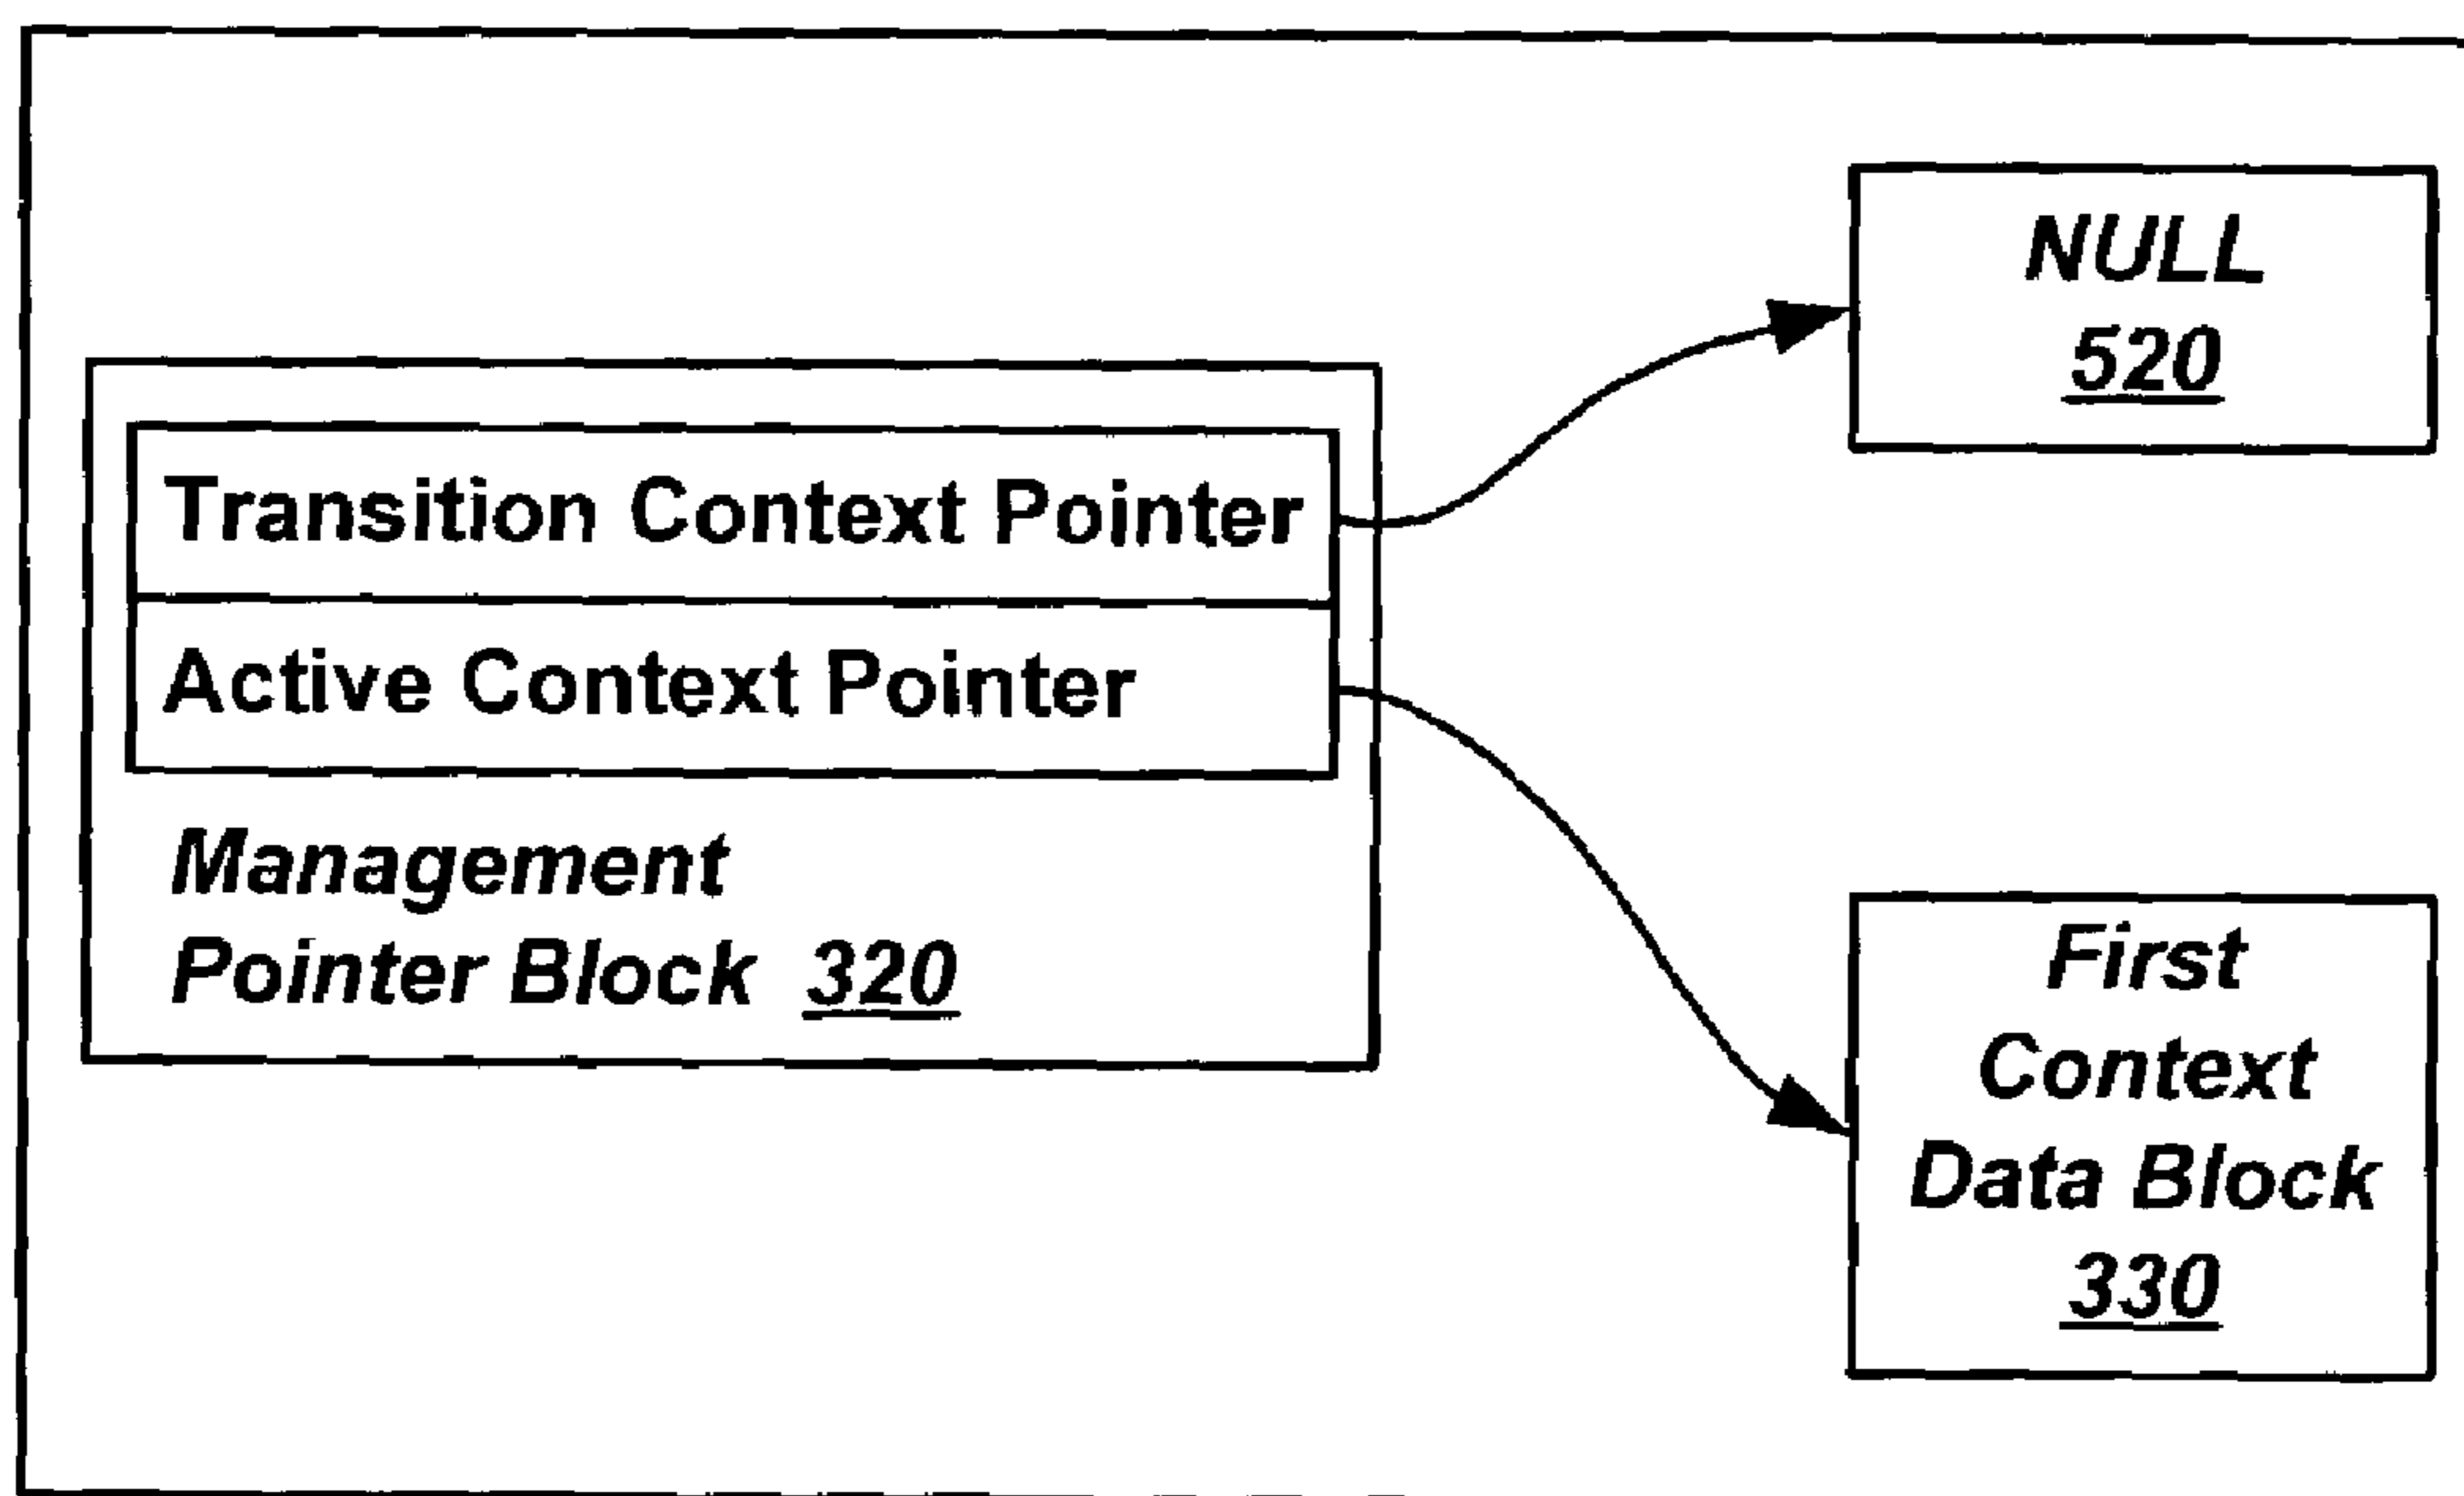 NULL
520
Transition Context Pointer
Active Context Pointer
Management
Pointer Block 320
First
Context
Data Block
330